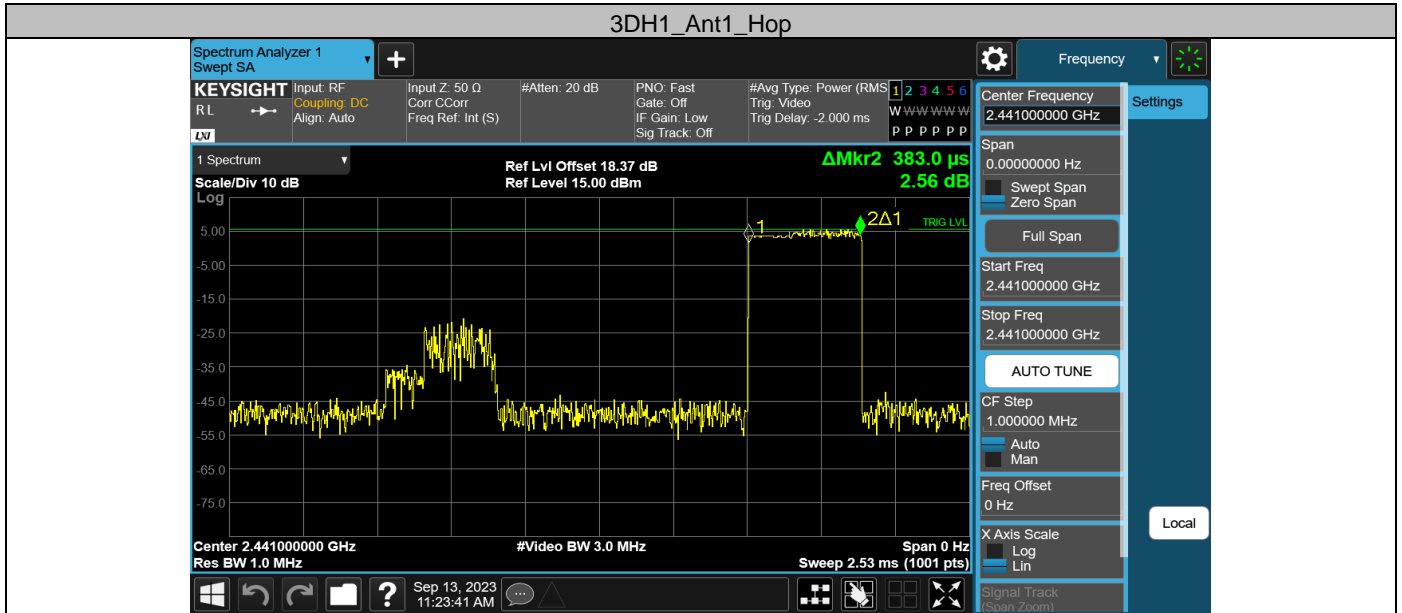 3DH1_Ant1_Hop
Spectrum Analyzer 1
Swept SA
Frequency
KEYSIGHT
RL
LXI
Input: RF
Coupling: DC
Align: Auto
Input Z: 50 Ω
Corr CCorr
Freq Ref: Int (S)
#Atten: 20 dB
PNO: Fast
Gate: Off
IF Gain: Low
Sig Track: Off
#Avg Type: Power (RMS
Trig: Video
Trig Delay: -2.000 ms
1 2 3 4 5 6
W W W W W W
P P P P P P
1 Spectrum
Scale/Div 10 dB
Log
Ref Lvl Offset 18.37 dB
Ref Level 15.00 dBm
ΔMkr2 383.0 µs
2.56 dB
1
2Δ1
TRIG LVL
5.00
-5.00
-15.0
-25.0
-35.0
-45.0
-55.0
-65.0
-75.0
Center 2.441000000 GHz
Res BW 1.0 MHz
#Video BW 3.0 MHz
Span 0 Hz
Sweep 2.53 ms (1001 pts)
Center Frequency
2.441000000 GHz
Settings
Span
0.00000000 Hz
Swept Span
Zero Span
Full Span
Start Freq
2.441000000 GHz
Stop Freq
2.441000000 GHz
AUTO TUNE
CF Step
1.000000 MHz
Auto
Man
Freq Offset
0 Hz
X Axis Scale
Log
Lin
Signal Track
(Span Zoom)
Local
?
Sep 13, 2023
11:23:41 AM